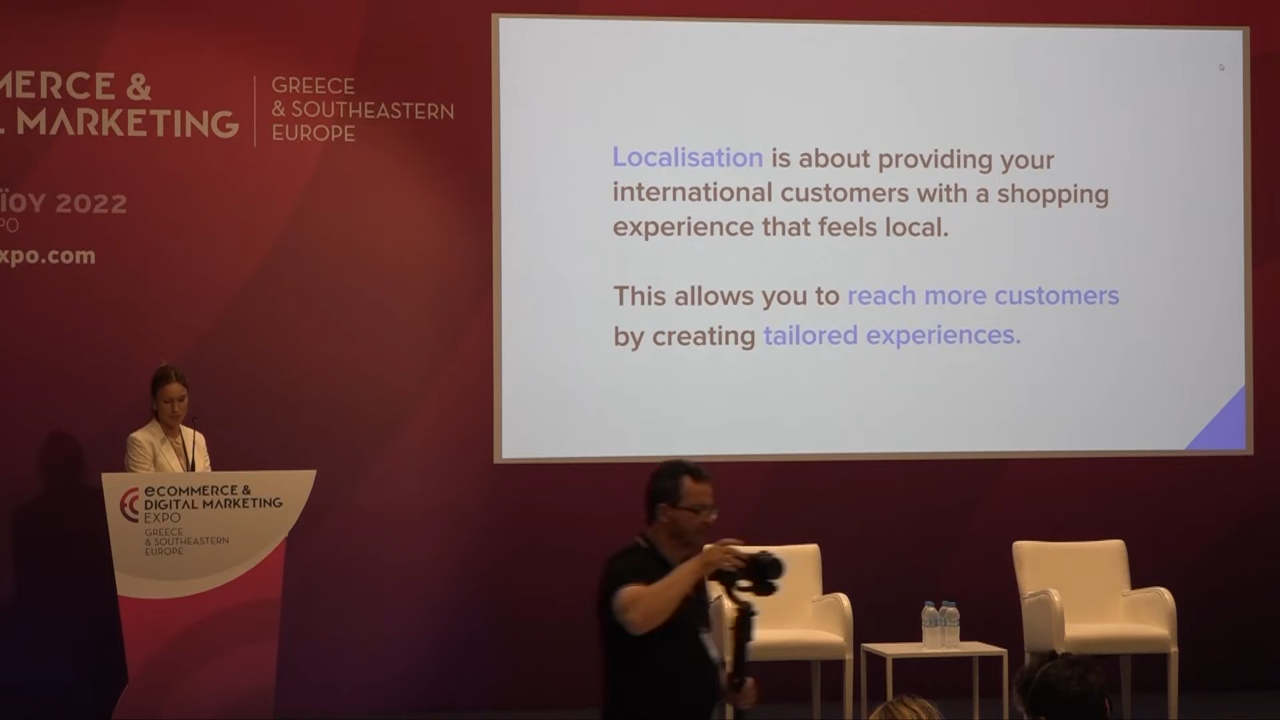 MERCE &
L MARKETING
GREECE
& SOUTHEASTERN
EUROPE
ΪΟΥ 2022
PO
xpo.com
Localisation is about providing your
international customers with a shopping
experience that feels local.
This allows you to reach more customers
by creating tailored experiences.
eCOMMERCE &
DIGITAL MARKETING
EXPO
GREECE
& SOUTHEASTERN
EUROPE